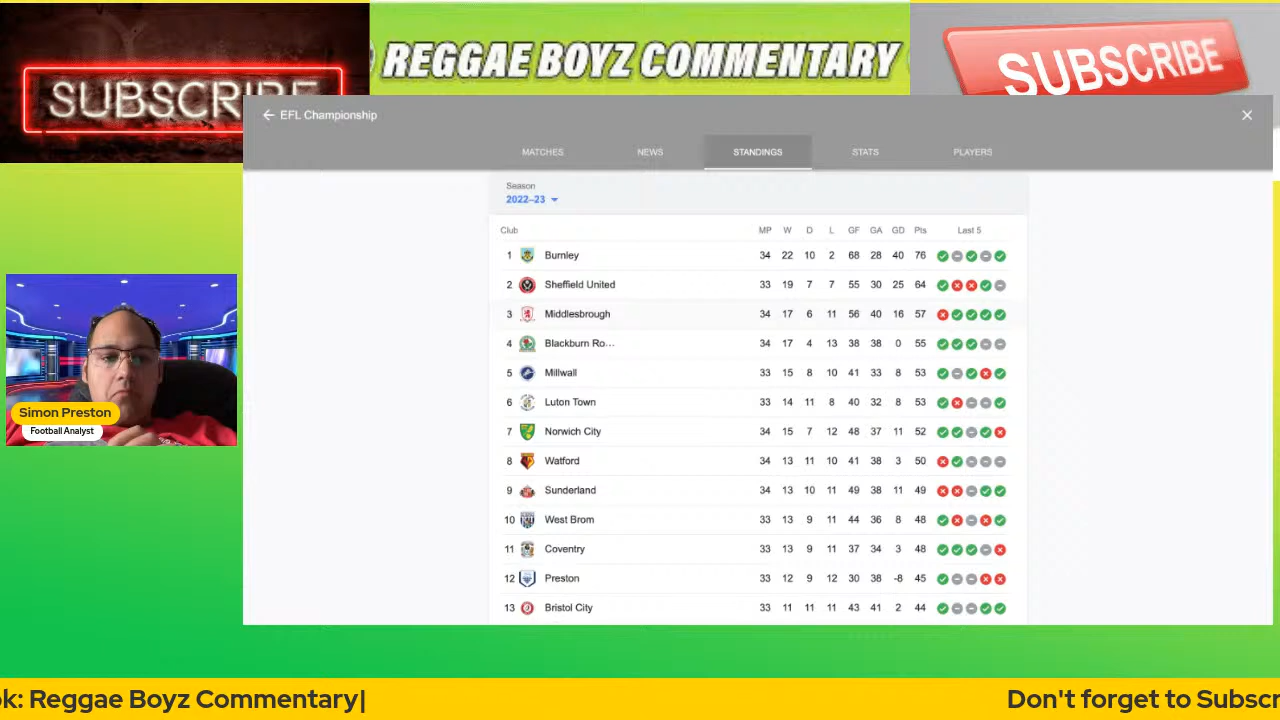 SUBSCRIBE
REGGAE BOYZ COMMENTARY
SUBSCRIBE
EFL Championship
MATCHES NEWS STANDINGS STATS PLAYERS
Season
2022–23
Club MP W D L GF GA GD Pts Last 5
1 Burnley 34 22 10 2 68 28 40 76
2 Sheffield United 33 19 7 7 55 30 25 64
3 Middlesbrough 34 17 6 11 56 40 16 57
4 Blackburn Ro... 34 17 4 13 38 38 0 55
5 Millwall 33 15 8 10 41 33 8 53
6 Luton Town 33 14 11 8 40 32 8 53
7 Norwich City 34 15 7 12 48 37 11 52
8 Watford 34 13 11 10 41 38 3 50
9 Sunderland 34 13 10 11 49 38 11 49
10 West Brom 33 13 9 11 44 36 8 48
11 Coventry 33 13 9 11 37 34 3 48
12 Preston 33 12 9 12 30 38 -8 45
13 Bristol City 33 11 11 11 43 41 2 44
Simon Preston
Football Analyst
ok: Reggae Boyz Commentary| Don't forget to Subscr